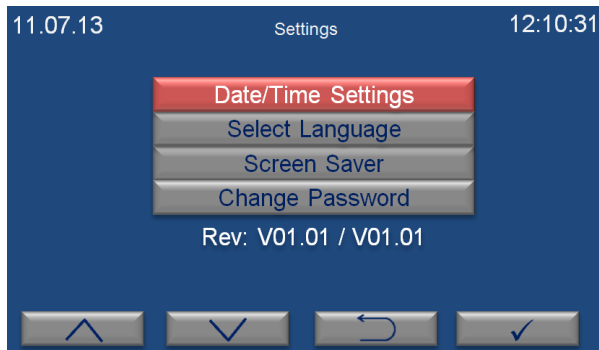 11.07.13 Settings 12:10:31
Date/Time Settings
Select Language
Screen Saver
Change Password
Rev: V01.01 / V01.01